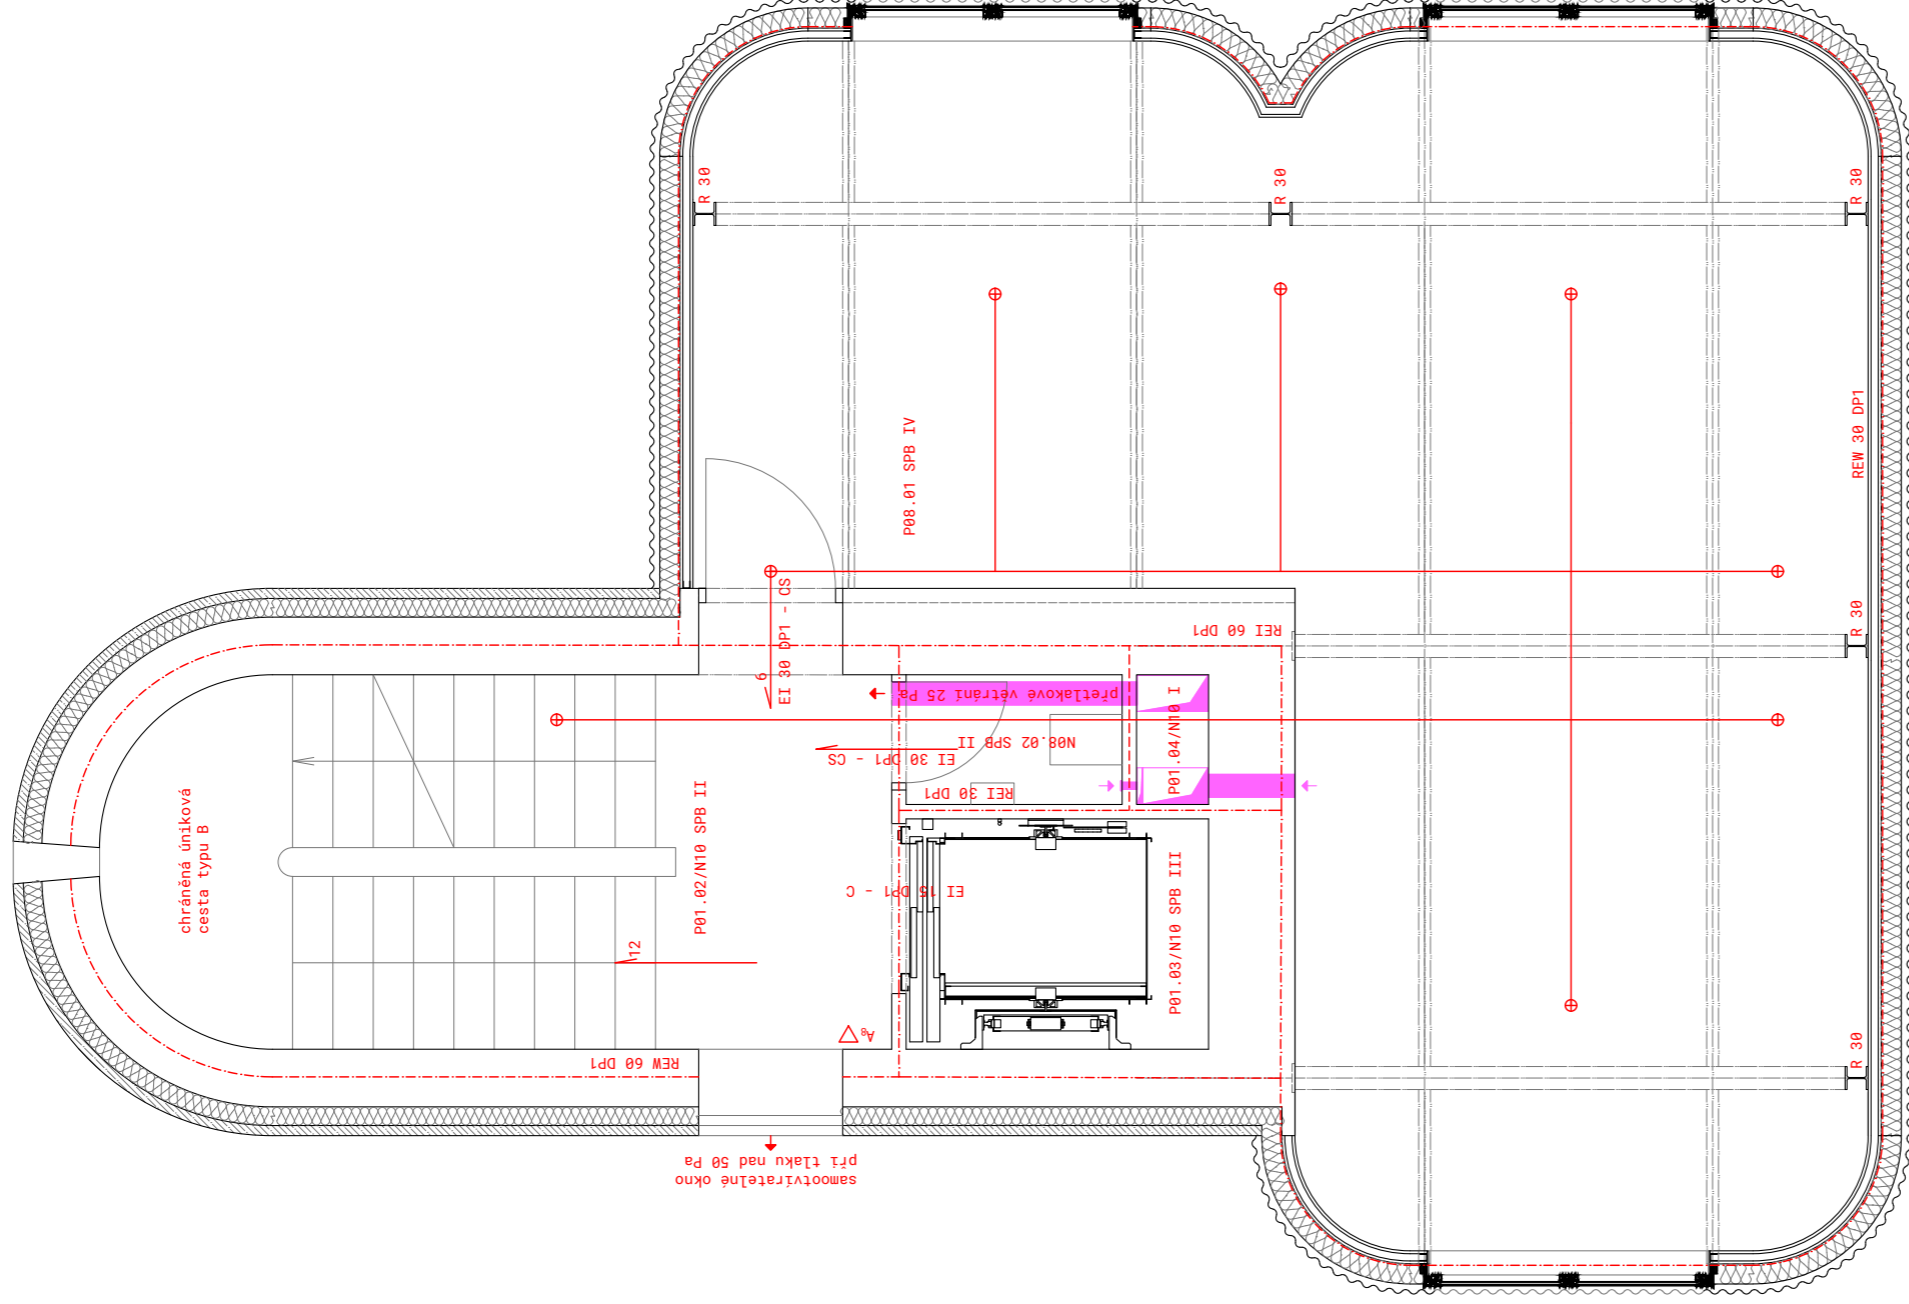 R 30
R 30
R 30
REW 30 DP1
P08.01 SPB IV
EI 30 DP1 - CS
6
REI 60 DP1
R 30
přetlakové větrání 25 Pa
P01.04/N10 I
N08.02 SPB II
EI 30 DP1 - CS
REI 30 DP1
chráněná úniková
cesta typu B
P01.02/N10 SPB II
EI 15 DP1 - C
P01.03/N10 SPB III
12
A8
REW 60 DP1
R 30
samootvíratelné okno
při tlaku nad 50 Pa